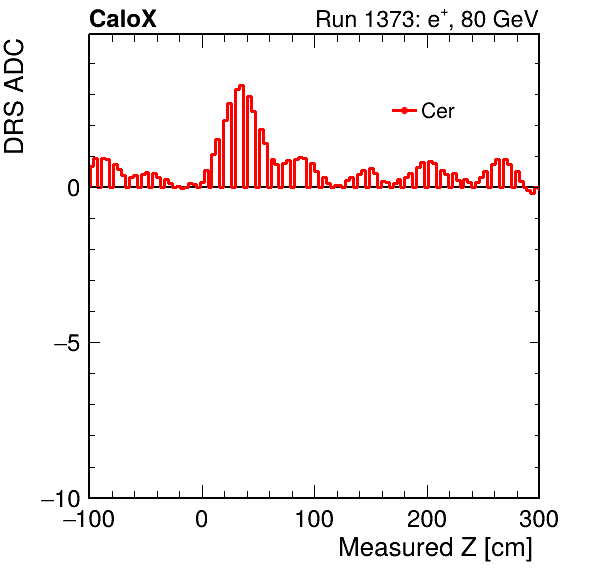 CaloX Run 1373: e⁺, 80 GeV
DRS ADC
Cer
0
−5
−10
−100 0 100 200 300
Measured Z [cm]